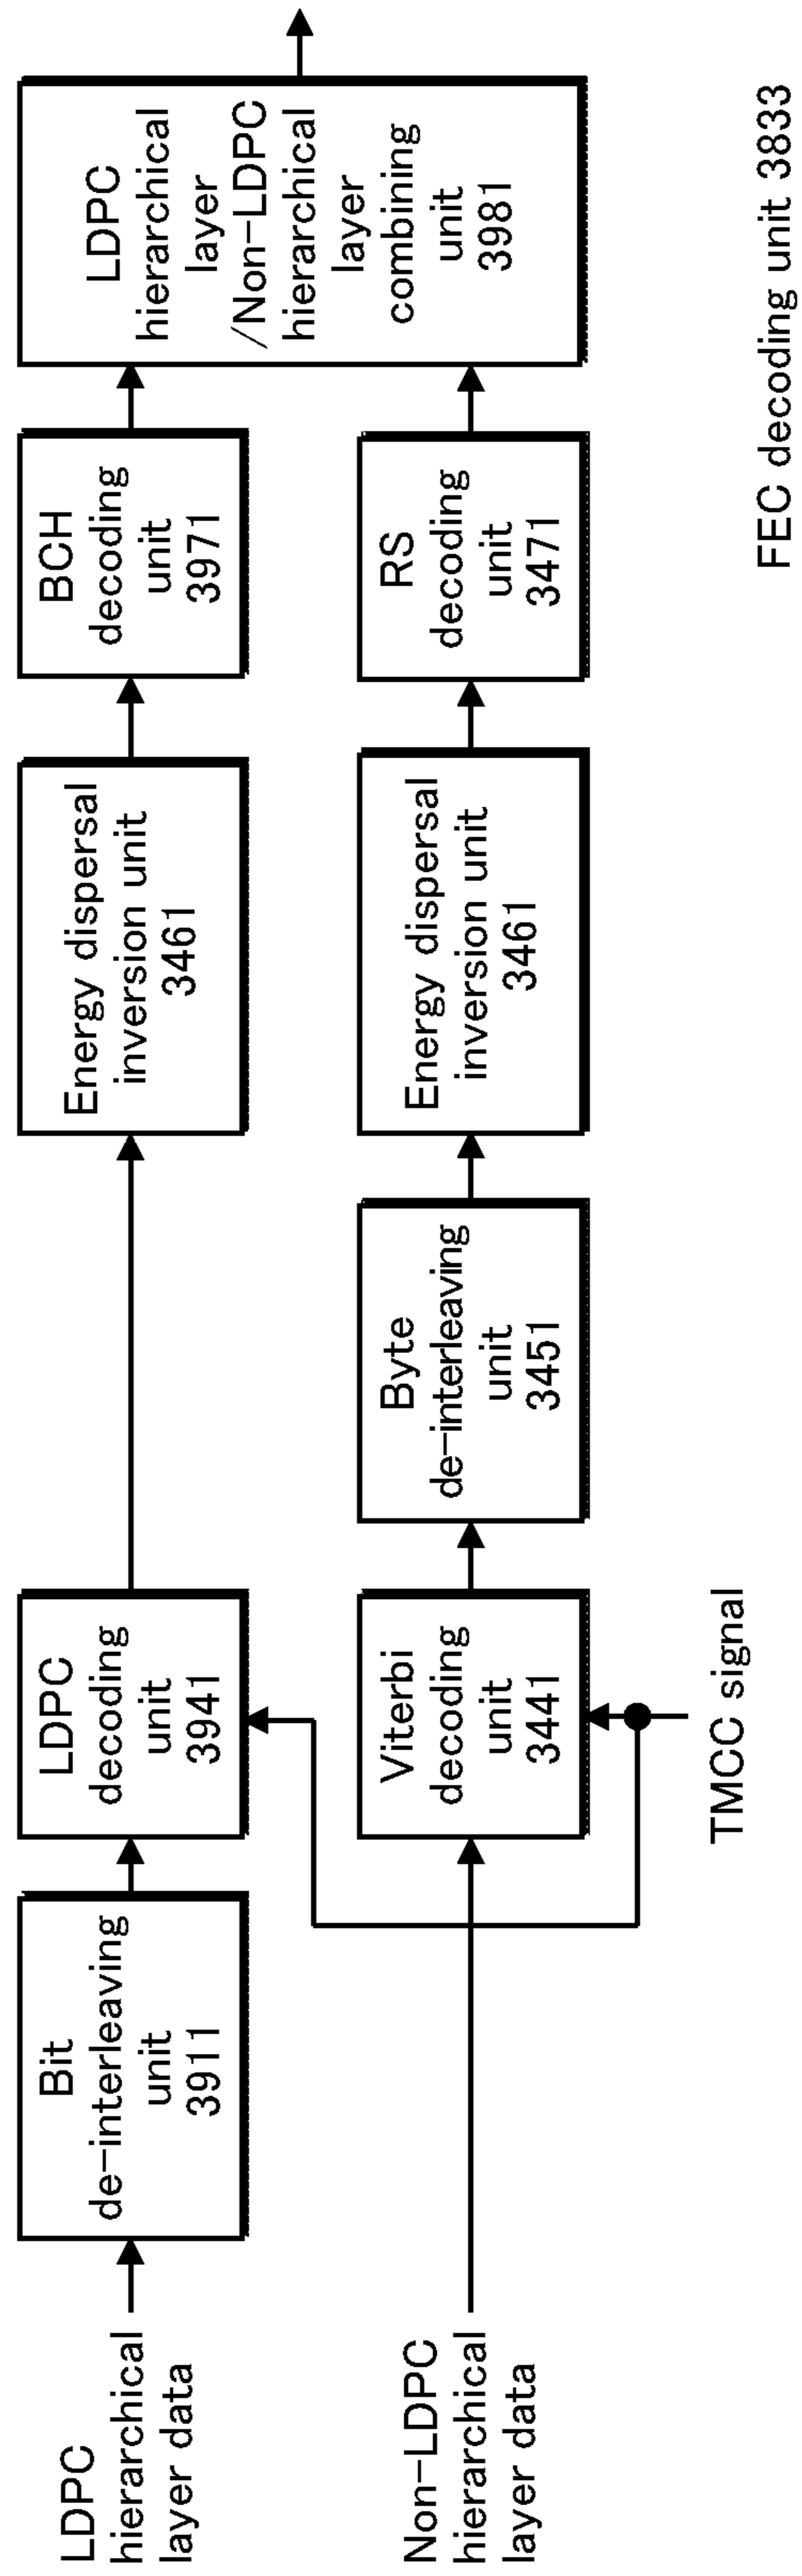 LDPC
hierarchical
layer data
Bit
de-interleaving
unit
3911
LDPC
decoding
unit
3941
Energy dispersal
inversion unit
3461
BCH
decoding
unit
3971
LDPC
hierarchical
layer
/Non-LDPC
hierarchical
layer
combining
unit
3981
Non-LDPC
hierarchical
layer data
Viterbi
decoding
unit
3441
Byte
de-interleaving
unit
3451
Energy dispersal
inversion unit
3461
RS
decoding
unit
3471
TMCC signal
FEC decoding unit 3833